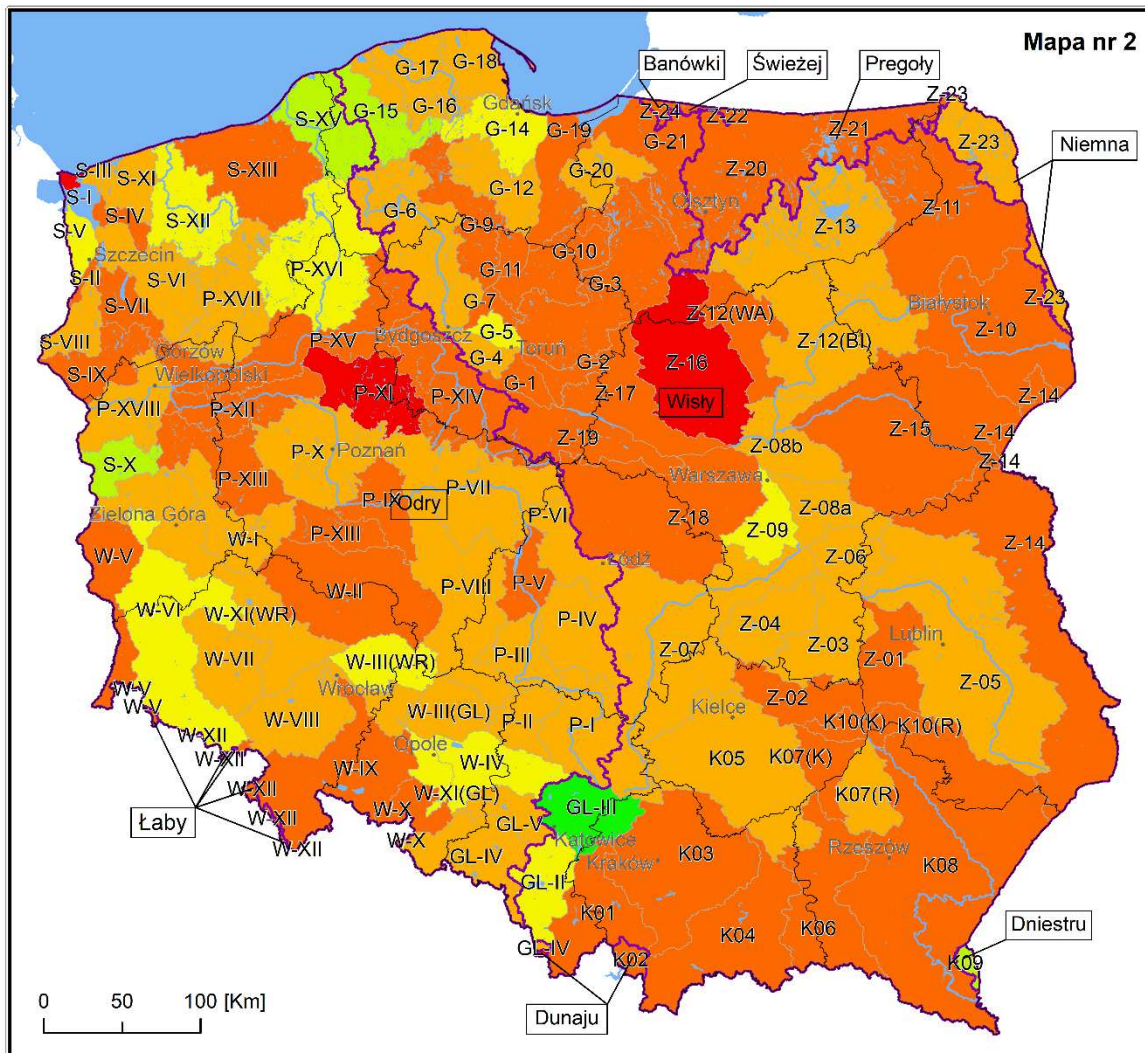 Mapa nr 2
Banówki
Świeżej
Pregoły
G-18
G-17
G-16
G-15
S-XV
Gdańsk
G-14
G-19
Z-24
Z-22
G-21
Z-21
Z-23
Z-23
Niemna
S-III
S-I
S-XI
S-XIII
S-IV
S-XII
S-V
G-12
G-20
Z-20
Olsztyn
Z-11
Z-13
G-6
G-9
G-10
Szczecin
S-II
S-VI
S-VII
P-XVI
P-XVII
G-11
G-3
G-7
Z-12(WA)
Białystok
Z-23
Z-10
S-VIII
Gorzów
Wielkopolski
S-IX
P-XV
Bydgoszcz
G-5
Toruń
G-4
G-2
G-1
Z-16
Z-12(BI)
Wisły
Z-17
P-XVIII
P-XII
P-XI
P-XIV
Z-14
Z-15
Z-14
Z-14
S-X
P-X
Poznań
Z-19
Z-08b
Warszawa
P-XIII
P-IX
P-VII
Odry
Zielona Góra
W-I
P-XIII
P-VI
Z-18
Z-09
Z-08a
Z-14
W-V
Łódź
Z-06
W-II
P-VIII
P-V
W-VI
W-XI(WR)
P-IV
Z-04
Z-03
Lublin
Z-01
W-VII
W-III(WR)
P-III
Z-07
Z-05
W-V
W-V
Wrocław
Z-02
W-VIII
W-III(GL)
P-II
P-I
Kielce
K10(K)
K10(R)
W-XII
W-XII
Opole
W-IV
K05
K07(K)
W-IX
W-XII
W-XI(GL)
K07(R)
Łaby
W-XII
W-X
GL-V
GL-III
Katowice
W-XII
W-X
GL-IV
Kraków
K03
Rzeszów
K08
GL-II
K01
K04
K06
Dniestru
GL-IV
K02
K09
Dunaju
0 50 100 [Km]